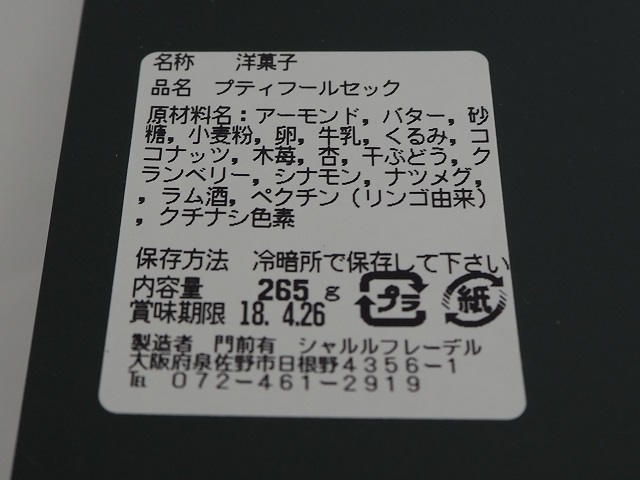 名称　洋菓子
品名　プティフールセック
原材料名：アーモンド，バター，砂
糖，小麦粉，卵，牛乳，くるみ，コ
コナッツ，木苺，杏，干ぶどう，ク
ランベリー，シナモン，ナツメグ，
，ラム酒，ペクチン（リンゴ由来）
，クチナシ色素
保存方法　冷暗所で保存して下さい
内容量　265g プラ 紙
賞味期限 18. 4.26
製造者　門前有　シャルルフレーデル
大阪府泉佐野市日根野４３５６－１
℡　０７２－４６１－２９１９